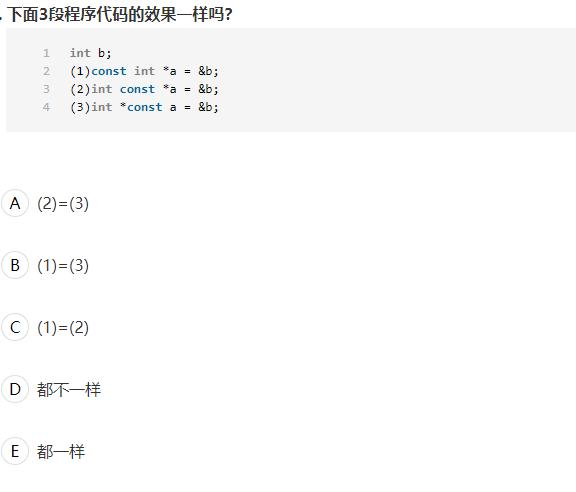 . 下面3段程序代码的效果一样吗?
1 int b;
2 (1)const int *a = &b;
3 (2)int const *a = &b;
4 (3)int *const a = &b;
A (2)=(3)
B (1)=(3)
C (1)=(2)
D 都不一样
E 都一样